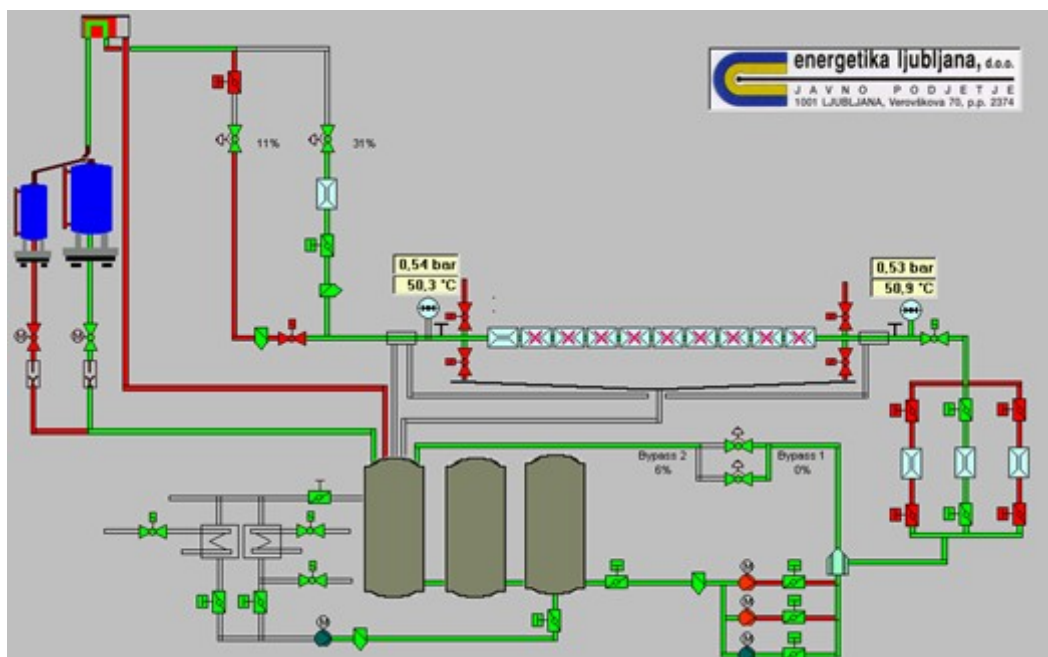 energetika ljubljana, d.o.o.
JAVNO PODJETJE
1001 LJUBLJANA, Verovškova 70, p.p. 2374
11%
31%
0,54 bar
50,3 °C
0,53 bar
50,9 °C
Bypass 2
6%
Bypass 1
0%
M
M
S
S
S
S
S
M
M
M
M